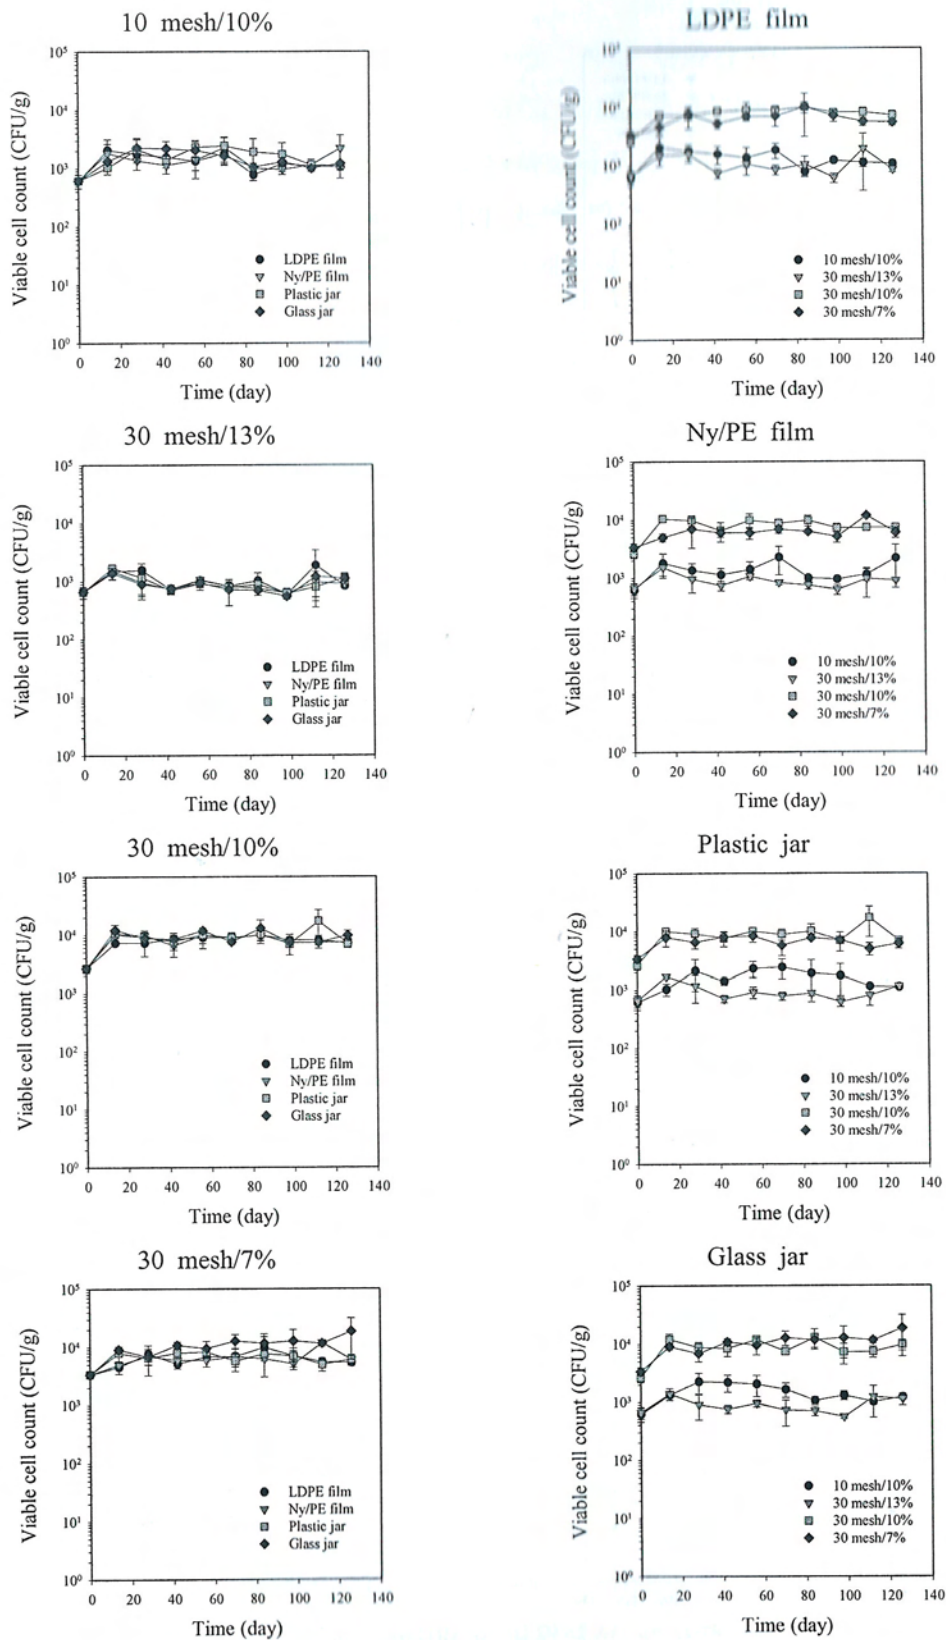 10 mesh/10%
Viable cell count (CFU/g)
10⁵
10⁴
10³
10²
10¹
10⁰
LDPE film
Ny/PE film
Plastic jar
Glass jar
0 20 40 60 80 100 120 140
Time (day)
LDPE film
Viable cell count (CFU/g)
10⁵
10⁴
10³
10²
10¹
10⁰
10 mesh/10%
30 mesh/13%
30 mesh/10%
30 mesh/7%
0 20 40 60 80 100 120 140
Time (day)
30 mesh/13%
Viable cell count (CFU/g)
10⁵
10⁴
10³
10²
10¹
10⁰
LDPE film
Ny/PE film
Plastic jar
Glass jar
0 20 40 60 80 100 120 140
Time (day)
Ny/PE film
Viable cell count (CFU/g)
10⁵
10⁴
10³
10²
10¹
10⁰
10 mesh/10%
30 mesh/13%
30 mesh/10%
30 mesh/7%
0 20 40 60 80 100 120 140
Time (day)
30 mesh/10%
Viable cell count (CFU/g)
10⁵
10⁴
10³
10²
10¹
10⁰
LDPE film
Ny/PE film
Plastic jar
Glass jar
0 20 40 60 80 100 120 140
Time (day)
Plastic jar
Viable cell count (CFU/g)
10⁵
10⁴
10³
10²
10¹
10⁰
10 mesh/10%
30 mesh/13%
30 mesh/10%
30 mesh/7%
0 20 40 60 80 100 120 140
Time (day)
30 mesh/7%
Viable cell count (CFU/g)
10⁵
10⁴
10³
10²
10¹
10⁰
LDPE film
Ny/PE film
Plastic jar
Glass jar
0 20 40 60 80 100 120 140
Time (day)
Glass jar
Viable cell count (CFU/g)
10⁵
10⁴
10³
10²
10¹
10⁰
10 mesh/10%
30 mesh/13%
30 mesh/10%
30 mesh/7%
0 20 40 60 80 100 120 140
Time (day)